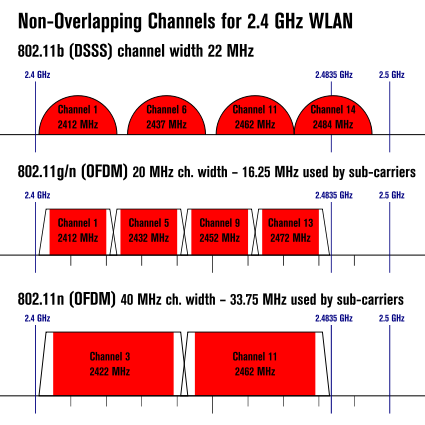 Non-Overlapping Channels for 2.4 GHz WLAN
802.11b (DSSS) channel width 22 MHz
2.4 GHz 2.4835 GHz 2.5 GHz
Channel 1 Channel 6 Channel 11 Channel 14
2412 MHz 2437 MHz 2462 MHz 2484 MHz
802.11g/n (OFDM) 20 MHz ch. width – 16.25 MHz used by sub-carriers
2.4 GHz 2.4835 GHz 2.5 GHz
Channel 1 Channel 5 Channel 9 Channel 13
2412 MHz 2432 MHz 2452 MHz 2472 MHz
802.11n (OFDM) 40 MHz ch. width – 33.75 MHz used by sub-carriers
2.4 GHz 2.4835 GHz 2.5 GHz
Channel 3 Channel 11
2422 MHz 2462 MHz